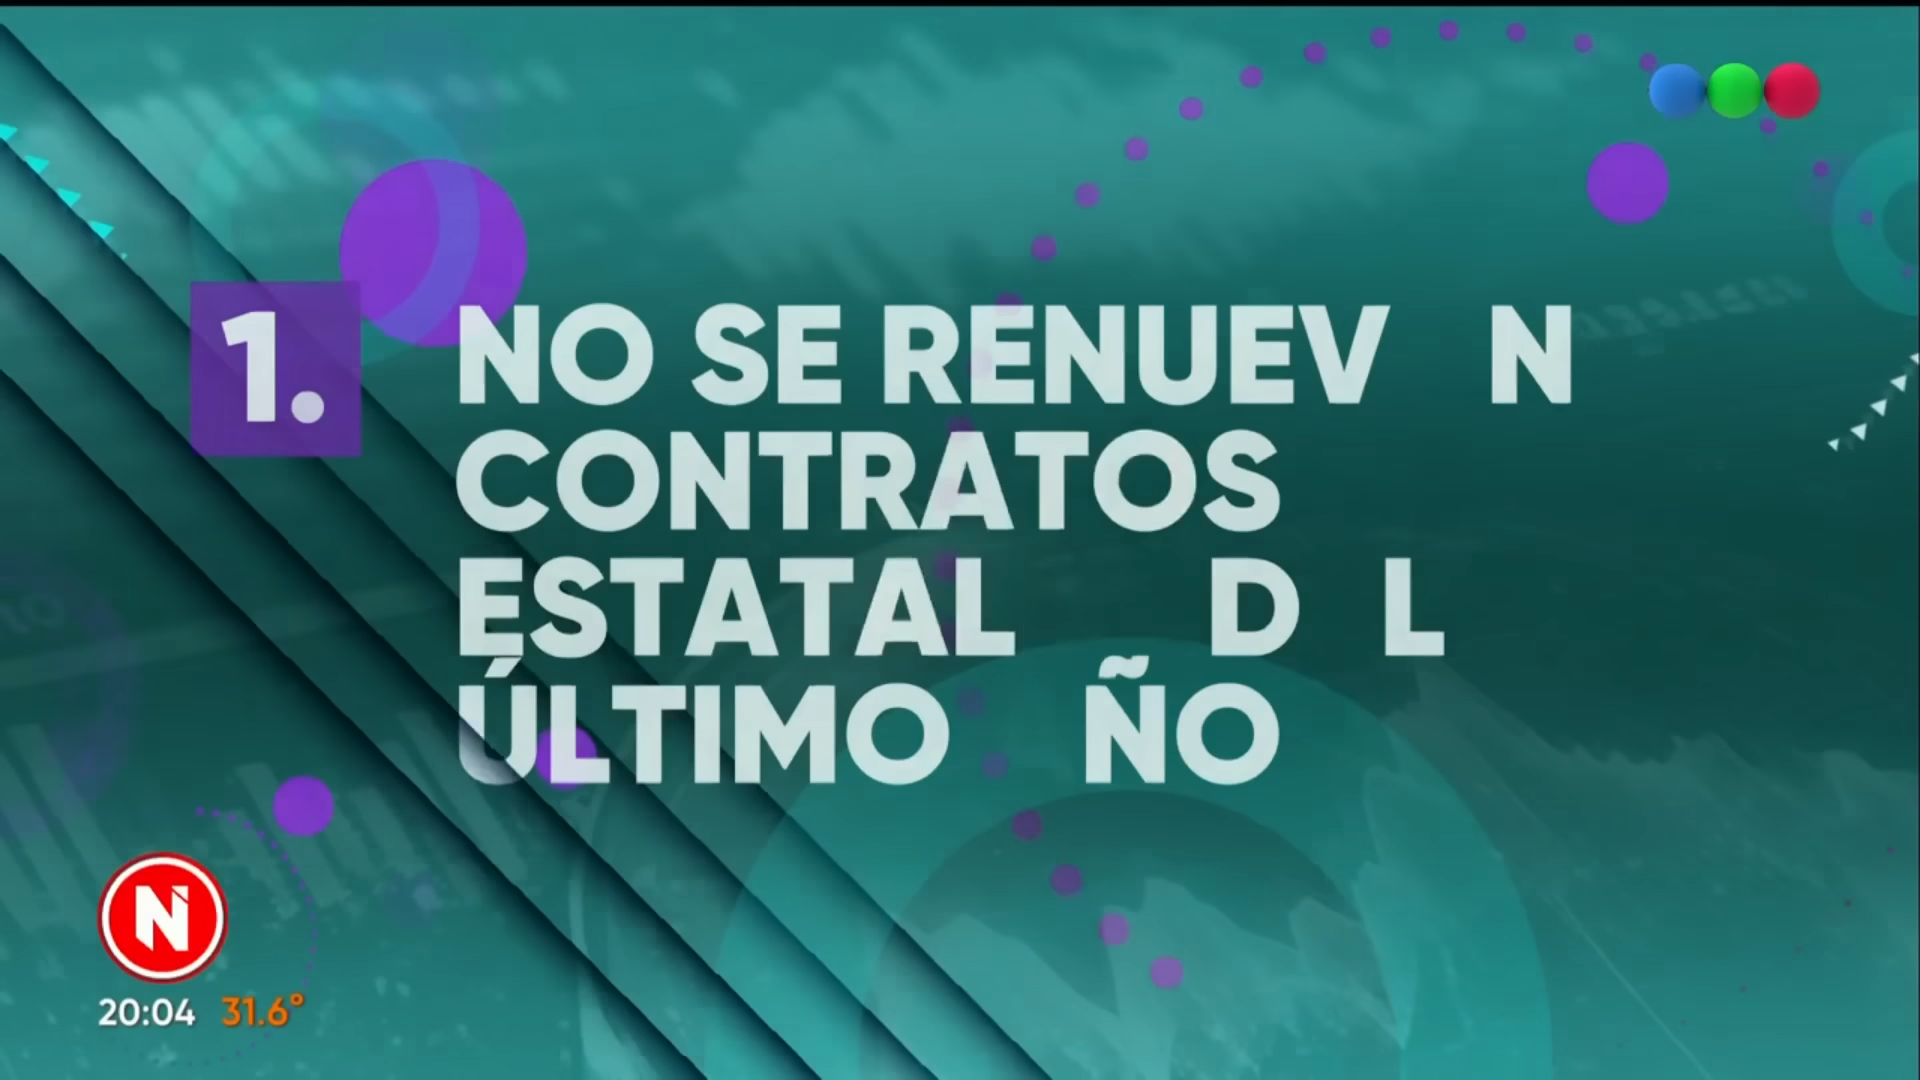 1. NO SE RENUEV N
CONTRATOS
ESTATAL D L
ÚLTIMO ÑO
N
20:04 31.6°